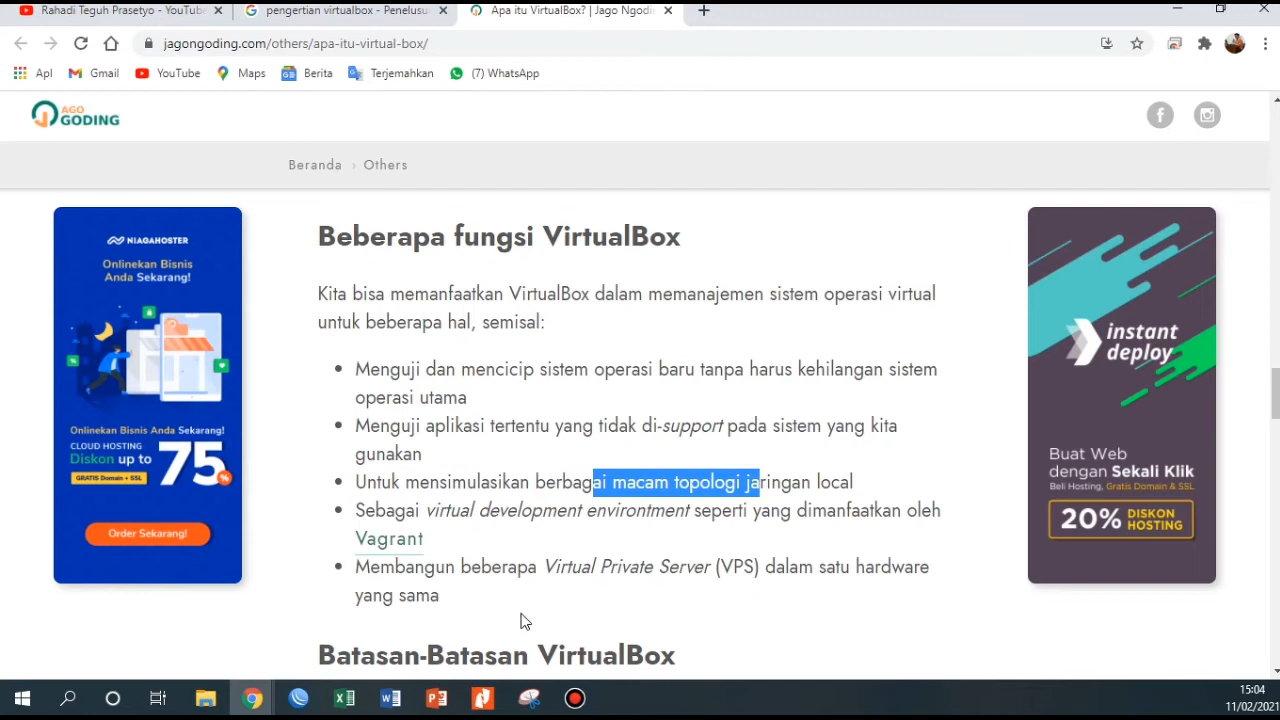 Rahadi Teguh Prasetyo - YouTube
pengertian virtualbox - Penelusu
Apa itu VirtualBox? | Jago Ngodi
jagongoding.com/others/apa-itu-virtual-box/
Apl
Gmail
YouTube
Maps
Berita
Terjemahkan
(7) WhatsApp
AGO
GODING
Beranda › Others
NIAGAHOSTER
Onlinekan Bisnis
Anda Sekarang!
Onlinekan Bisnis Anda Sekarang!
CLOUD HOSTING
Diskon up to
GRATIS Domain + SSL
75%
Order Sekarang!
Beberapa fungsi VirtualBox
Kita bisa memanfaatkan VirtualBox dalam memanajemen sistem operasi virtual
untuk beberapa hal, semisal:
Menguji dan mencicip sistem operasi baru tanpa harus kehilangan sistem
operasi utama
Menguji aplikasi tertentu yang tidak di-support pada sistem yang kita
gunakan
Untuk mensimulasikan berbagai macam topologi jaringan local
Sebagai virtual development environtment seperti yang dimanfaatkan oleh
Vagrant
Membangun beberapa Virtual Private Server (VPS) dalam satu hardware
yang sama
Batasan-Batasan VirtualBox
instant
deploy
Buat Web
dengan Sekali Klik
Beli Hosting, Gratis Domain & SSL
20% DISKON
HOSTING
15:04
11/02/2021